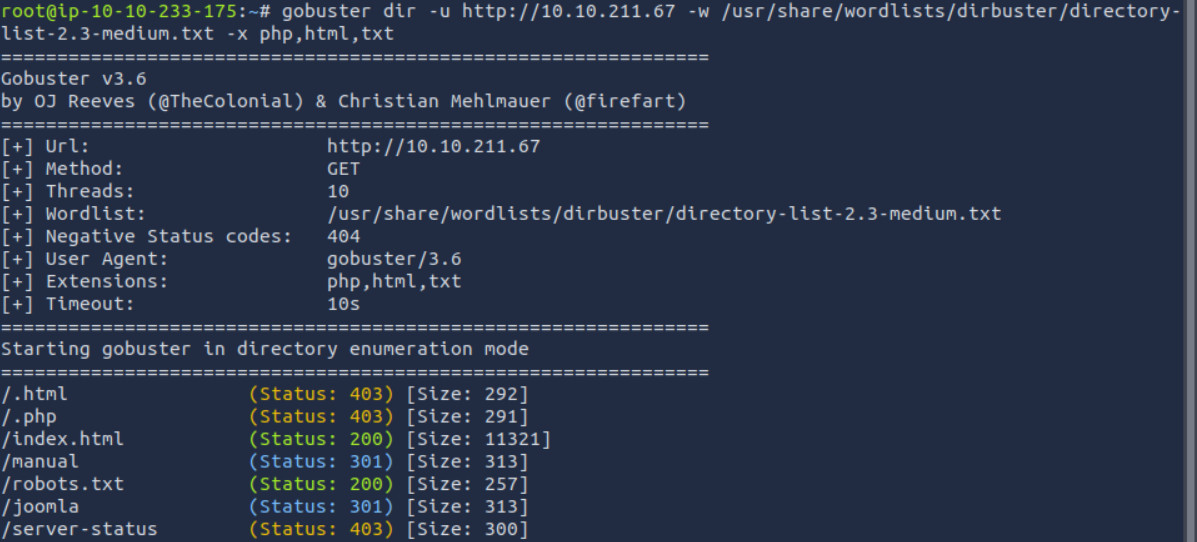 root@ip-10-10-233-175:~# gobuster dir -u http://10.10.211.67 -w /usr/share/wordlists/dirbuster/directory-
list-2.3-medium.txt -x php,html,txt
===============================================================
Gobuster v3.6
by OJ Reeves (@TheColonial) & Christian Mehlmauer (@firefart)
===============================================================
[+] Url:                     http://10.10.211.67
[+] Method:                  GET
[+] Threads:                 10
[+] Wordlist:                /usr/share/wordlists/dirbuster/directory-list-2.3-medium.txt
[+] Negative Status codes:   404
[+] User Agent:              gobuster/3.6
[+] Extensions:              php,html,txt
[+] Timeout:                 10s
===============================================================
Starting gobuster in directory enumeration mode
===============================================================
/.html                (Status: 403) [Size: 292]
/.php                 (Status: 403) [Size: 291]
/index.html           (Status: 200) [Size: 11321]
/manual               (Status: 301) [Size: 313]
/robots.txt           (Status: 200) [Size: 257]
/joomla               (Status: 301) [Size: 313]
/server-status        (Status: 403) [Size: 300]